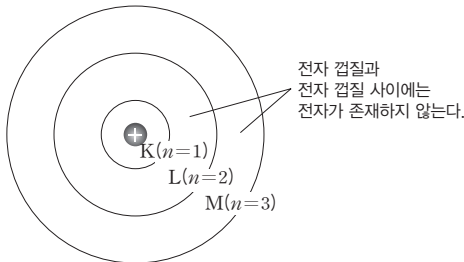 전자 껍질과
전자 껍질 사이에는
전자가 존재하지 않는다.
+
K(n=1)
L(n=2)
M(n=3)